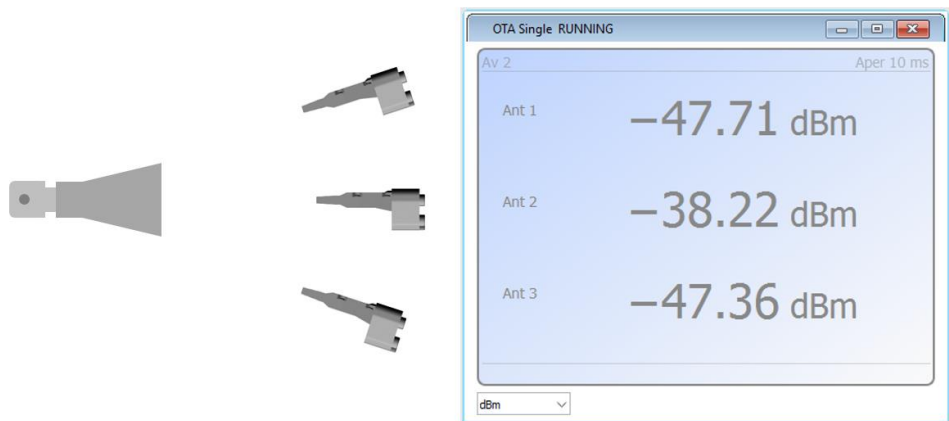 OTA Single RUNNING
Av 2 Aper 10 ms
Ant 1 −47.71 dBm
Ant 2 −38.22 dBm
Ant 3 −47.36 dBm
dBm